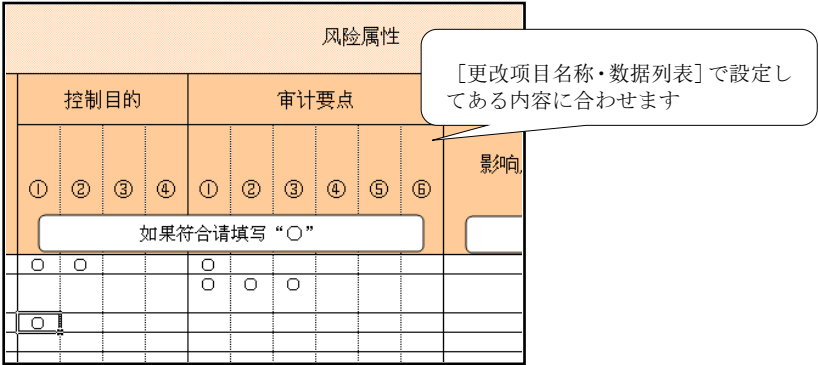 风险属性
［更改项目名称・数据列表］で設定し
てある内容に合わせます
控制目的
审计要点
影响
① ② ③ ④ ① ② ③ ④ ⑤ ⑥
如果符合请填写“○”
○ ○ ○
○ ○ ○
○